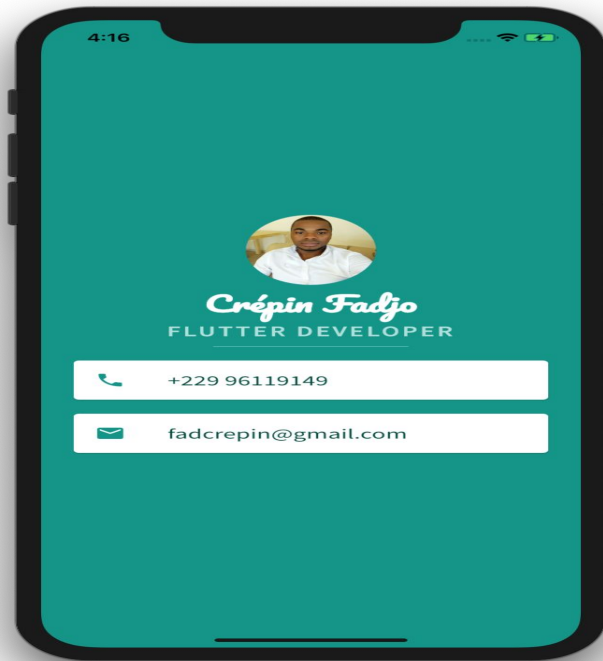 4:16
Crépin Fadjo
FLUTTER DEVELOPER
+229 96119149
fadcrepin@gmail.com